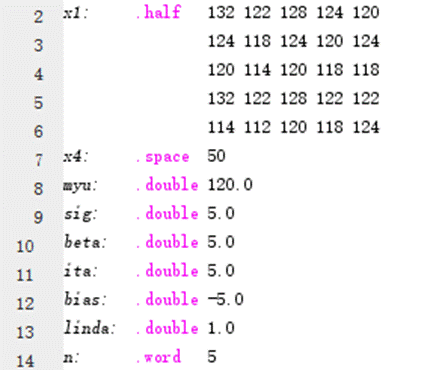 2 x1: .half 132 122 128 124 120
3 124 118 124 120 124
4 120 114 120 118 118
5 132 122 128 122 122
6 114 112 120 118 124
7 x4: .space 50
8 myu: .double 120.0
9 sig: .double 5.0
10 beta: .double 5.0
11 ita: .double 5.0
12 bias: .double -5.0
13 linda: .double 1.0
14 n: .word 5